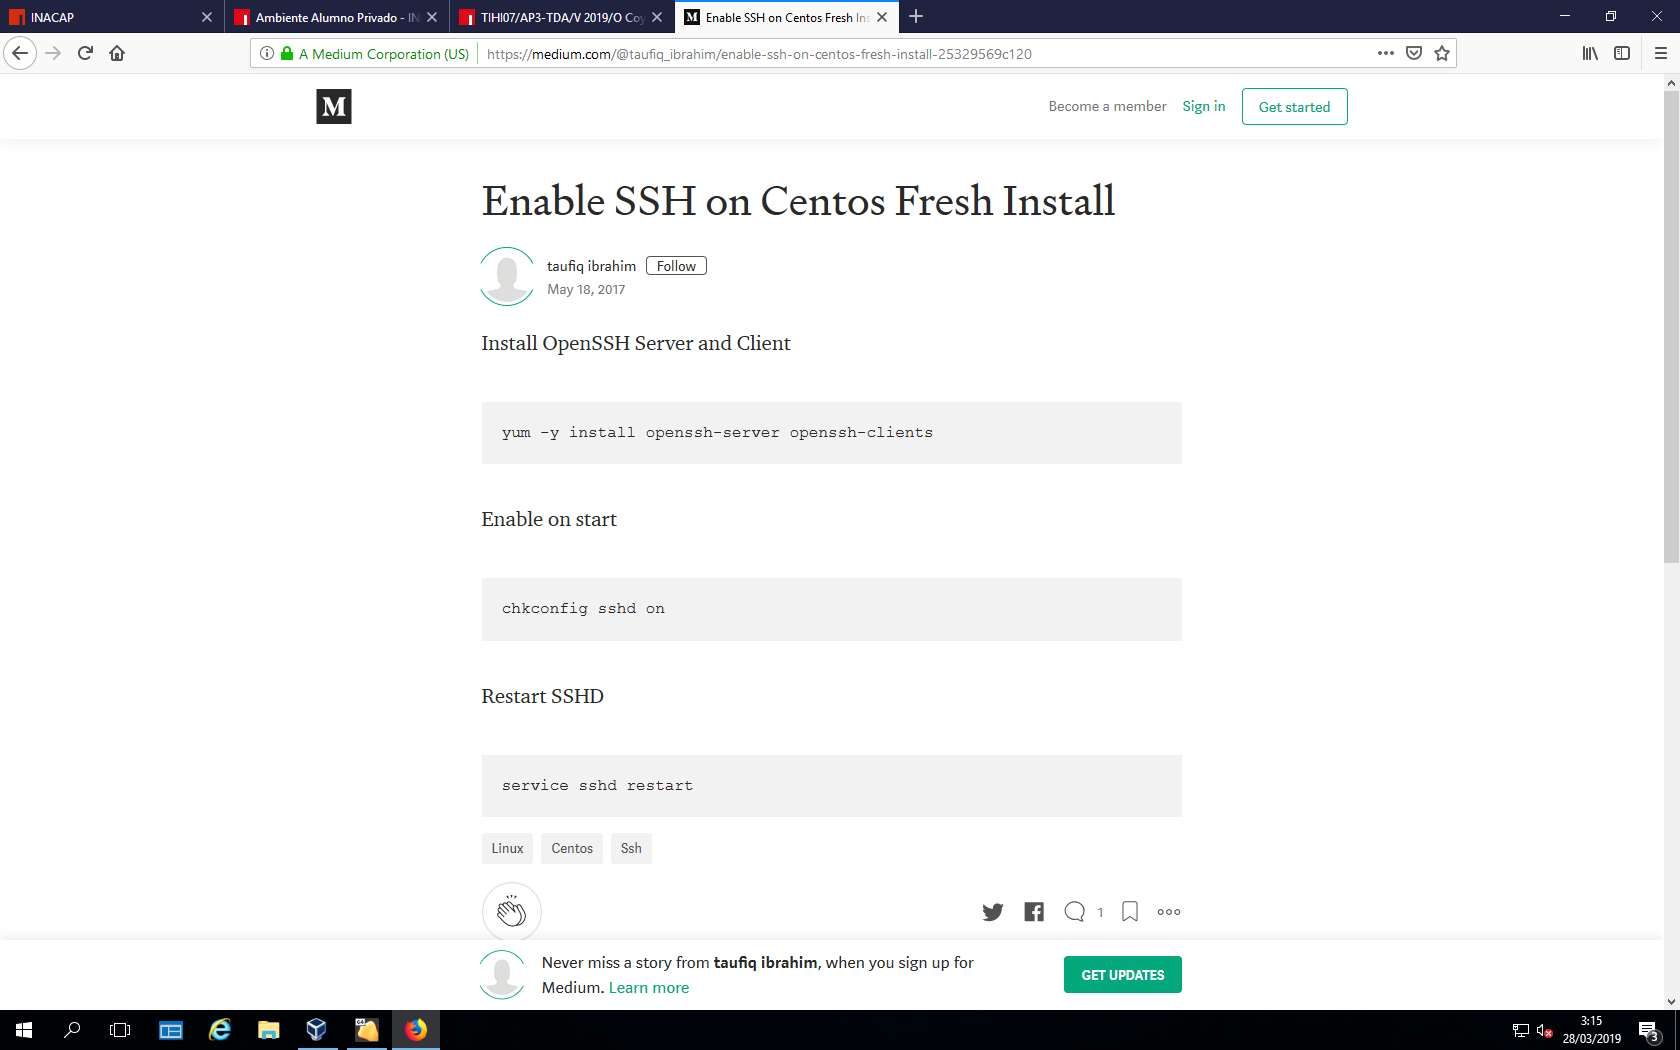 INACAP
Ambiente Alumno Privado - IN
TIHI07/AP3-TDA/V 2019/O Coy
M Enable SSH on Centos Fresh Ins
A Medium Corporation (US)
https://medium.com/@taufiq_ibrahim/enable-ssh-on-centos-fresh-install-25329569c120
M
Become a member
Sign in
Get started
Enable SSH on Centos Fresh Install
taufiq ibrahim
Follow
May 18, 2017
Install OpenSSH Server and Client
yum -y install openssh-server openssh-clients
Enable on start
chkconfig sshd on
Restart SSHD
service sshd restart
Linux
Centos
Ssh
1
Never miss a story from taufiq ibrahim, when you sign up for
Medium. Learn more
GET UPDATES
64
3:15
28/03/2019
3